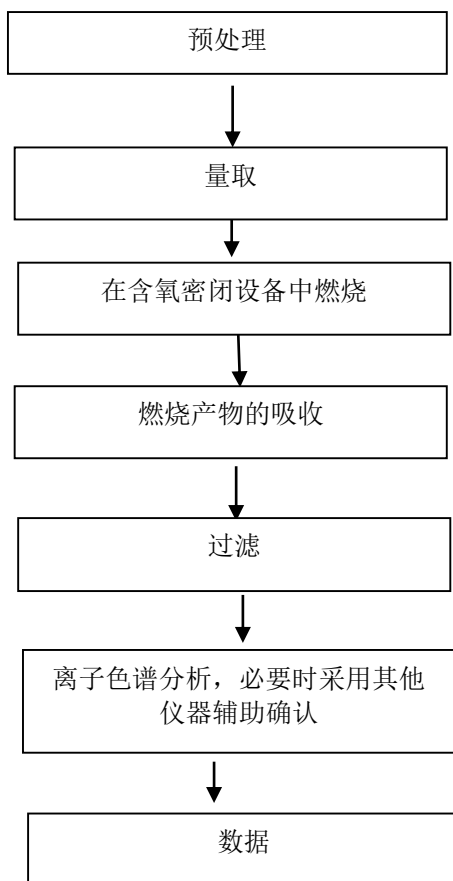 预处理
量取
在含氧密闭设备中燃烧
燃烧产物的吸收
过滤
离子色谱分析，必要时采用其他
仪器辅助确认
数据